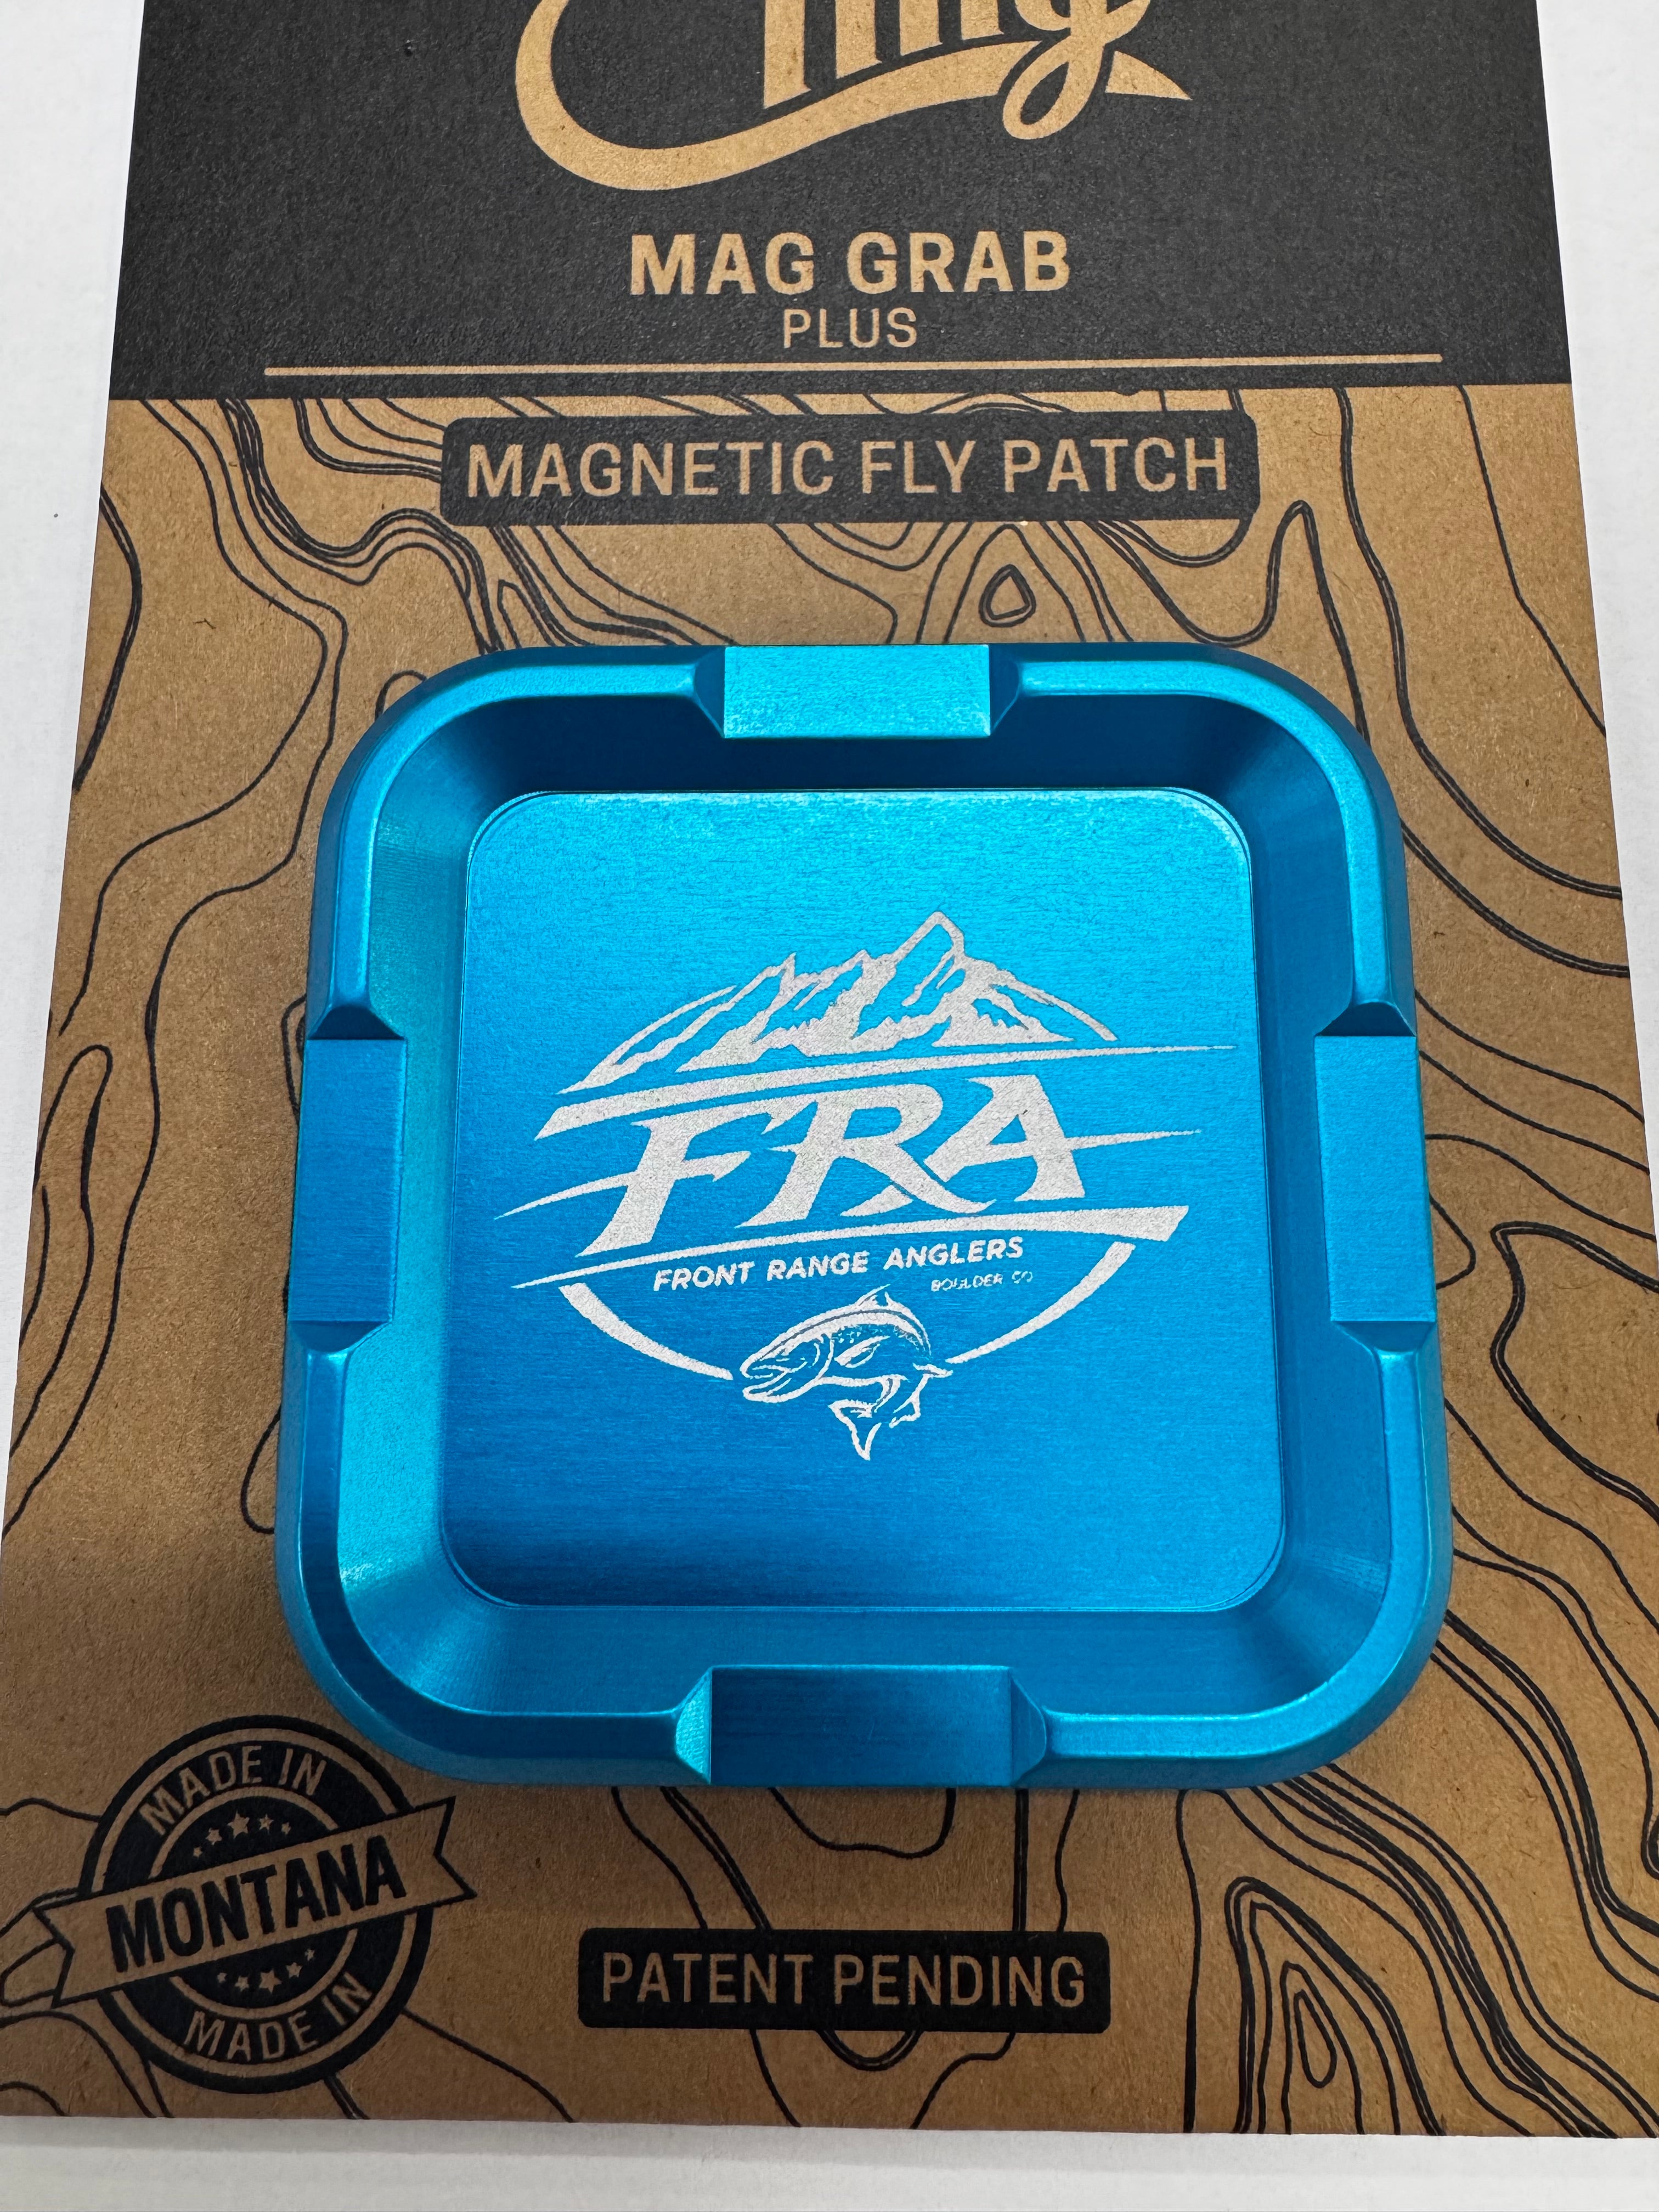 MAG GRAB
PLUS
MAGNETIC FLY PATCH
FRA
FRONT RANGE ANGLERS
BOULDER CO
MADE IN
MONTANA
MADE IN
PATENT PENDING